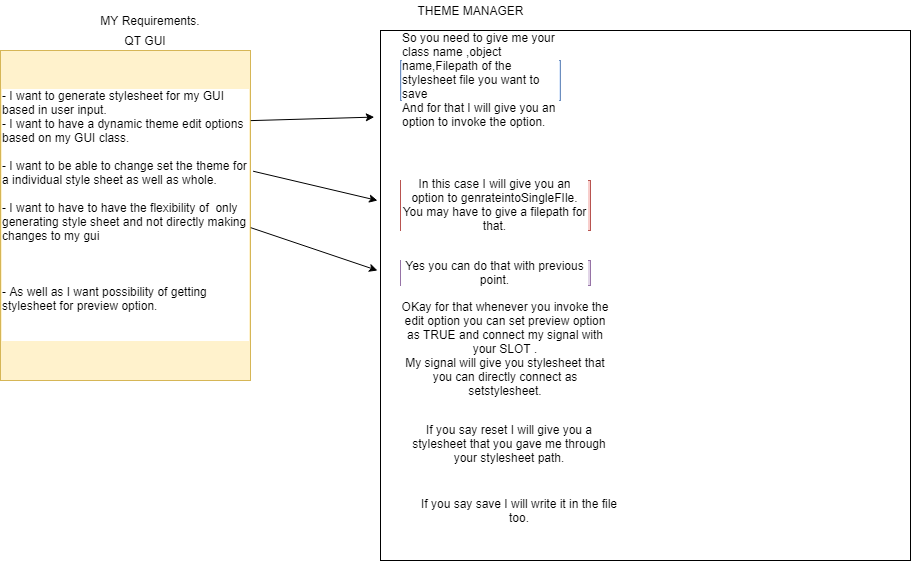 MY Requirements.
QT GUI
- I want to generate stylesheet for my GUI
based in user input.
- I want to have a dynamic theme edit options
based on my GUI class.
- I want to be able to change set the theme for
a individual style sheet as well as whole.
- I want to have to have the flexibility of  only
generating style sheet and not directly making
changes to my gui
- As well as I want possibility of getting
stylesheet for preview option.
THEME MANAGER
So you need to give me your
class name ,object
name,Filepath of the
stylesheet file you want to
save
And for that I will give you an
option to invoke the option.
In this case I will give you an
option to genrateintoSingleFIle.
You may have to give a filepath for
that.
Yes you can do that with previous
point.
OKay for that whenever you invoke the
edit option you can set preview option
as TRUE and connect my signal with
your SLOT .
My signal will give you stylesheet that
you can directly connect as
setstylesheet.
If you say reset I will give you a
stylesheet that you gave me through
your stylesheet path.
If you say save I will write it in the file
too.